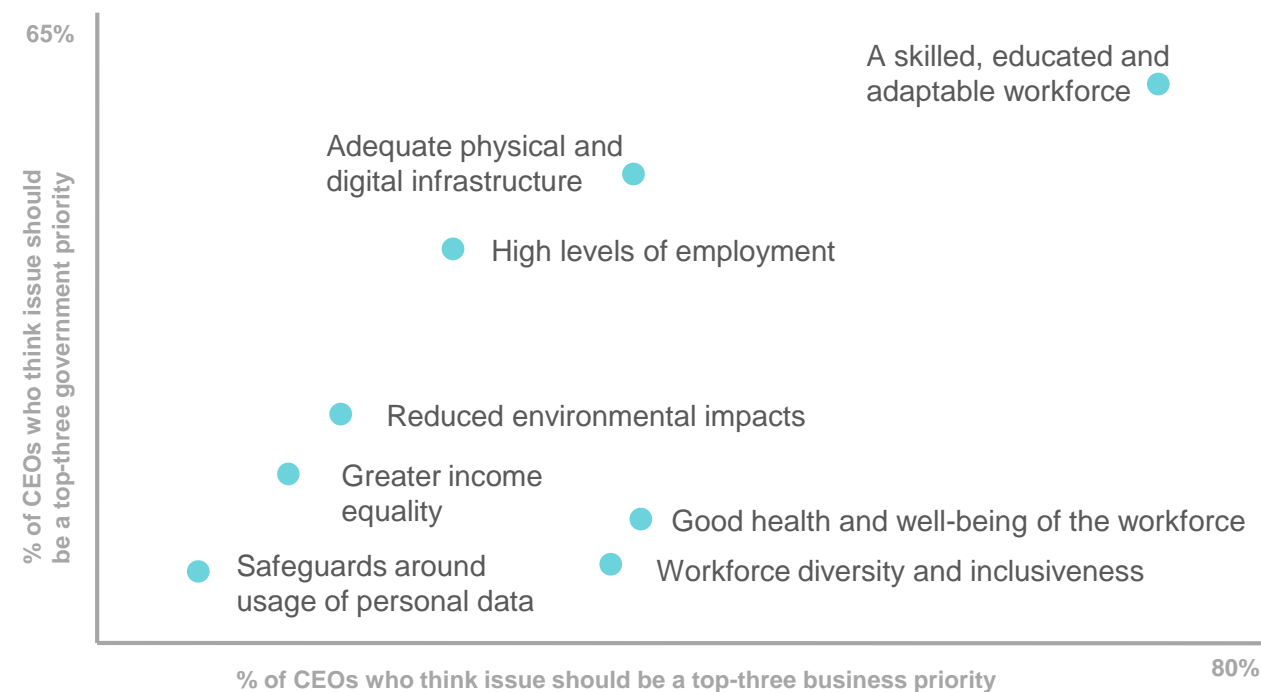 65%
A skilled, educated and
adaptable workforce
Adequate physical and
digital infrastructure
High levels of employment
% of CEOs who think issue should
be a top-three government priority
Reduced environmental impacts
Greater income
equality
Good health and well-being of the workforce
Safeguards around
usage of personal data
Workforce diversity and inclusiveness
80%
% of CEOs who think issue should be a top-three business priority